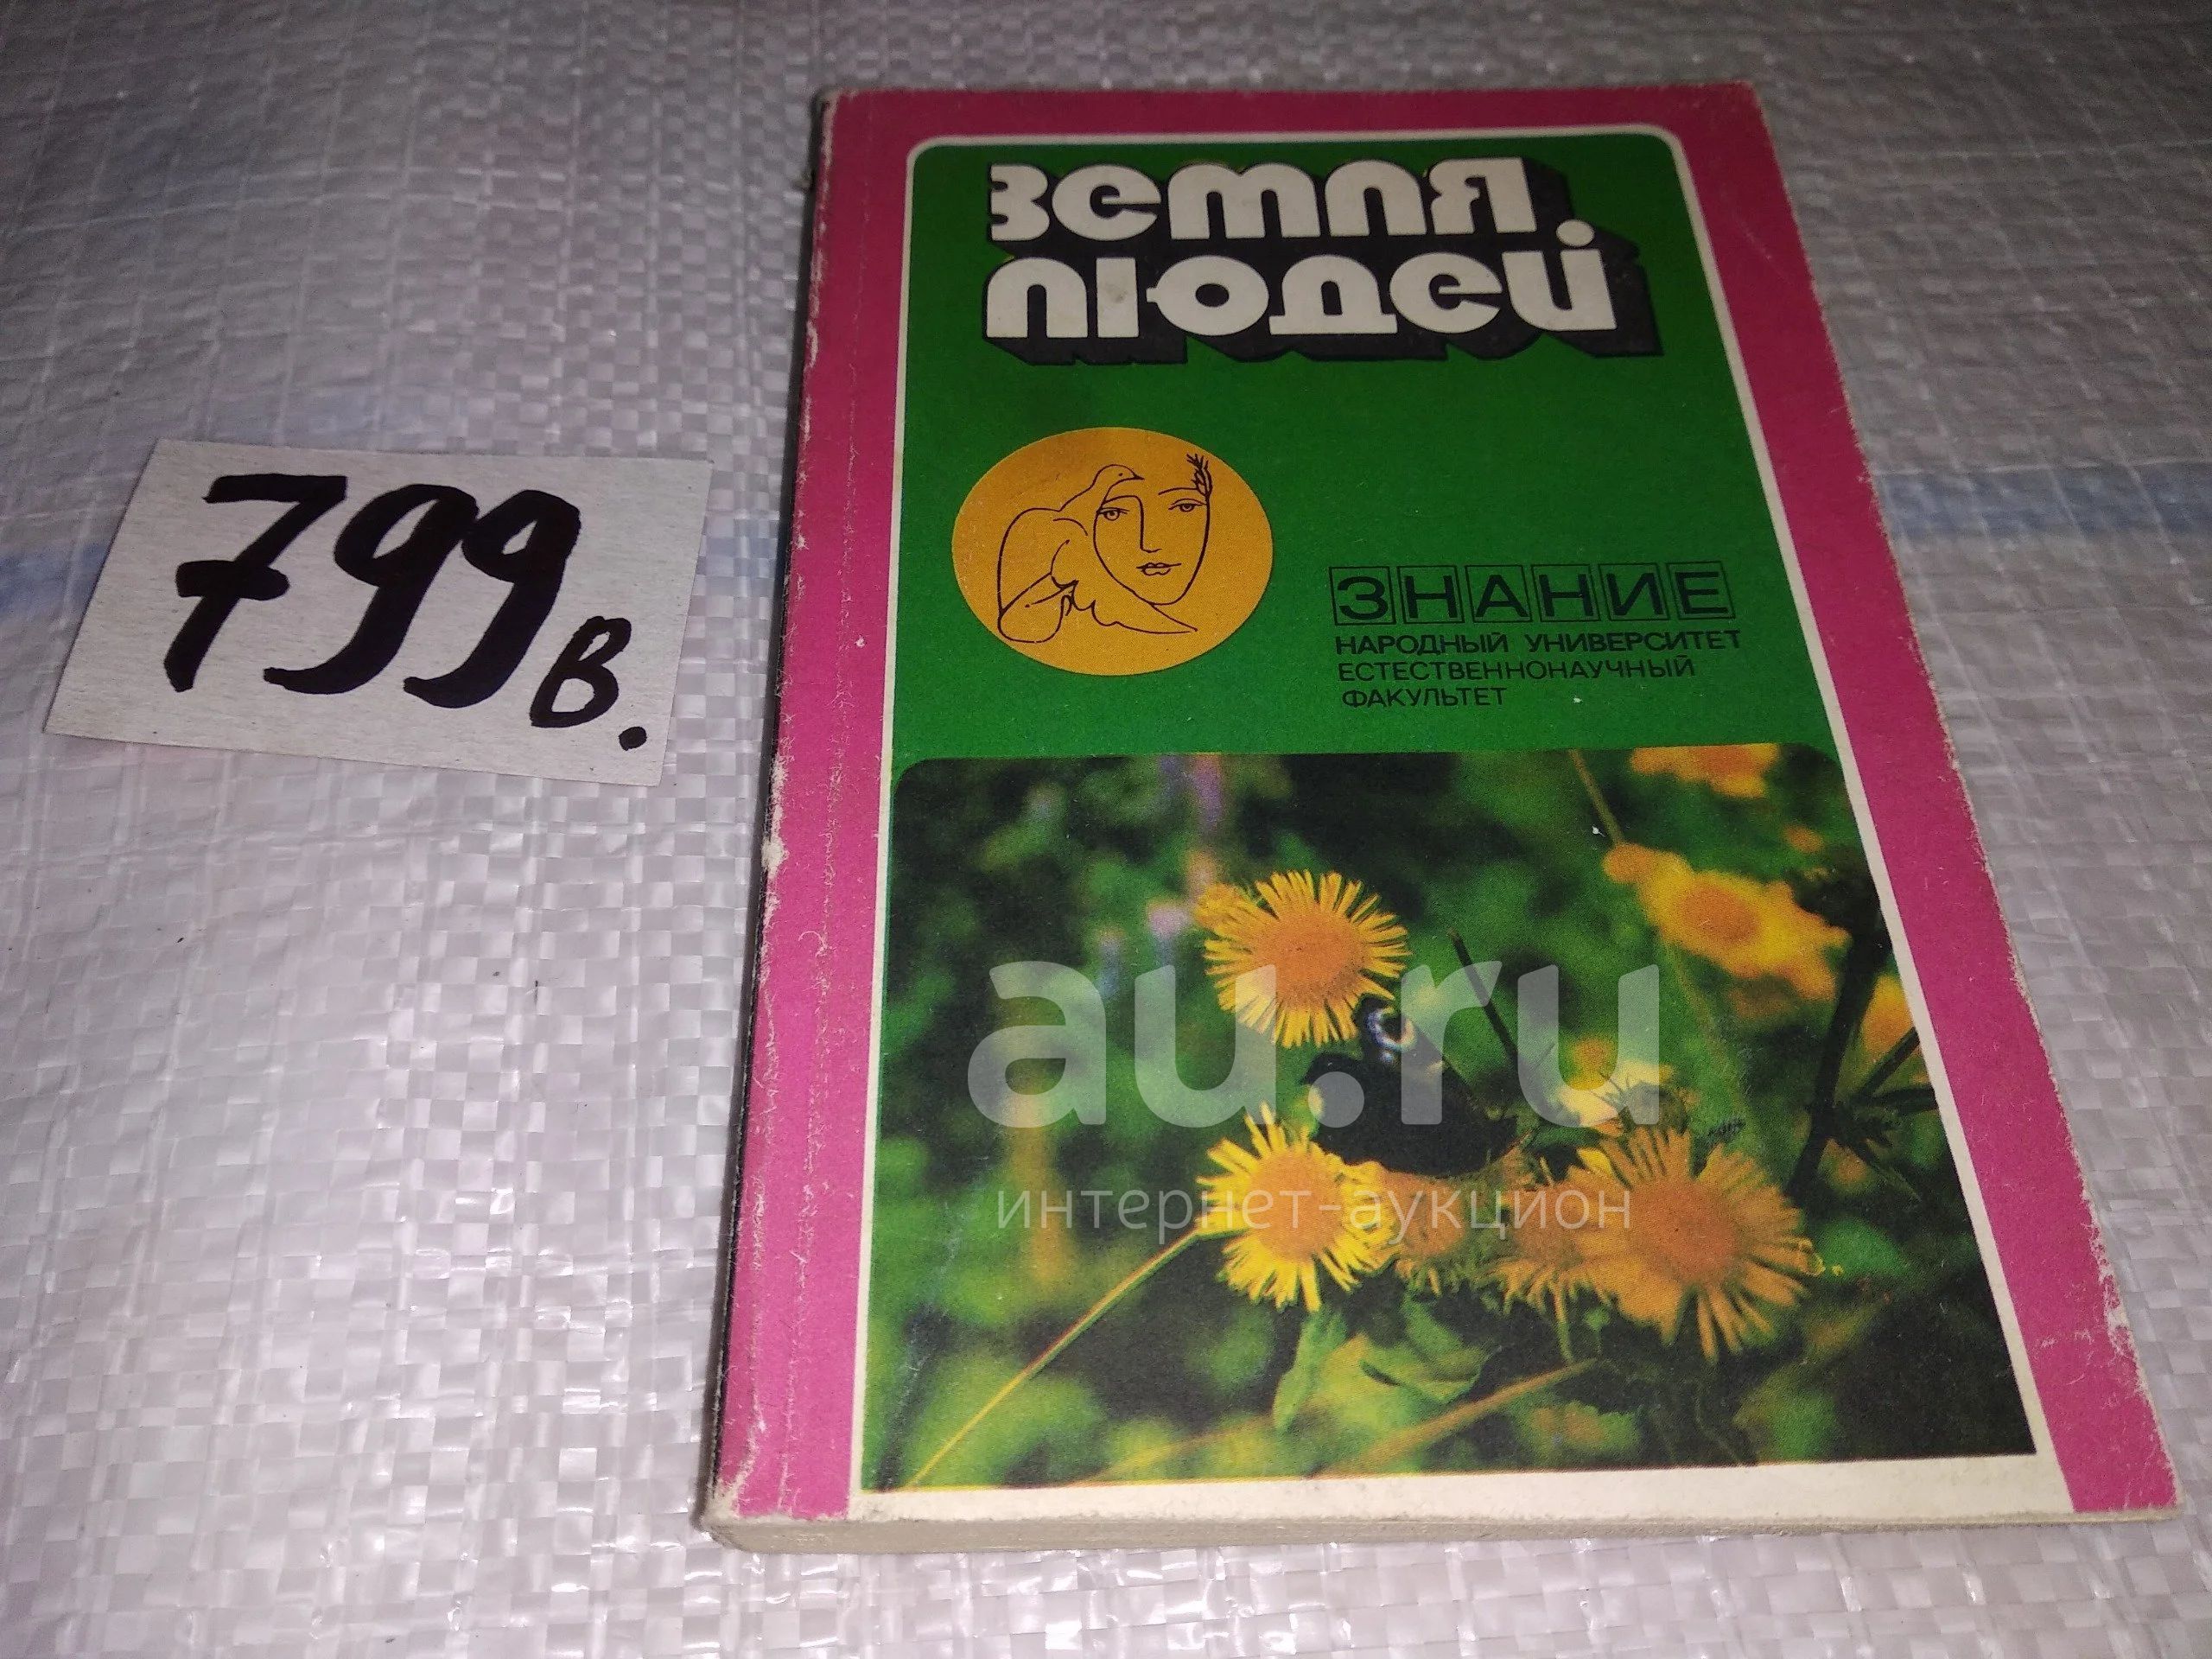 799в.
Земля
людей
ЗНАНИЕ
НАРОДНЫЙ УНИВЕРСИТЕТ
ЕСТЕСТВЕННОНАУЧНЫЙ
ФАКУЛЬТЕТ
au.ru
интернет-аукцион